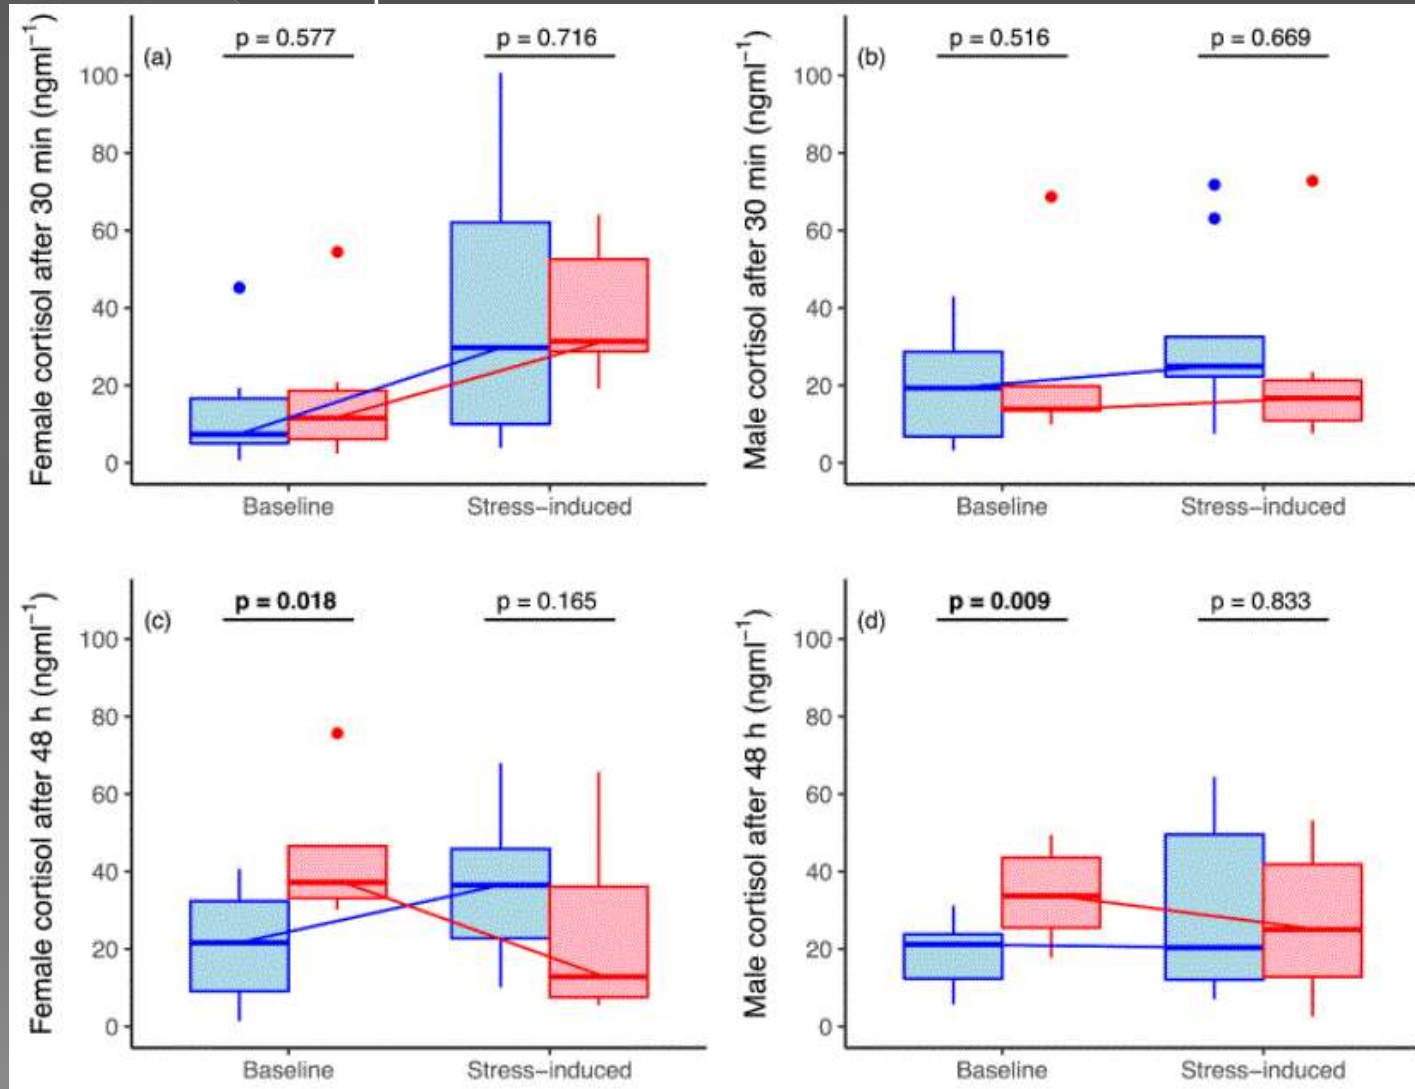 Female cortisol after 30 min (ngml⁻¹)
(a)
p = 0.577
p = 0.716
100
80
60
40
20
0
Baseline
Stress−induced
Male cortisol after 30 min (ngml⁻¹)
(b)
p = 0.516
p = 0.669
100
80
60
40
20
0
Baseline
Stress−induced
Female cortisol after 48 h (ngml⁻¹)
(c)
p = 0.018
p = 0.165
100
80
60
40
20
0
Baseline
Stress−induced
Male cortisol after 48 h (ngml⁻¹)
(d)
p = 0.009
p = 0.833
100
80
60
40
20
0
Baseline
Stress−induced